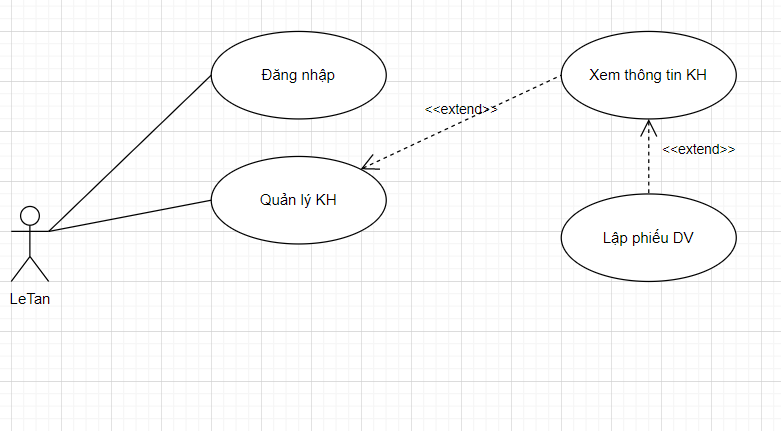 Đăng nhập
Xem thông tin KH
<<extend>>
<<extend>>
Quản lý KH
Lập phiếu DV
LeTan